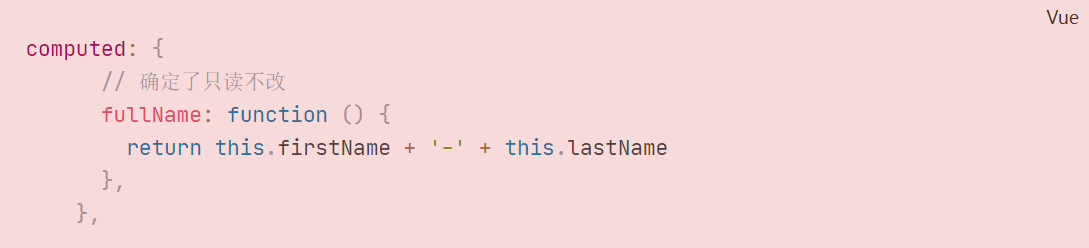 Vue
computed: {
// 确定了只读不改
fullName: function () {
return this.firstName + '-' + this.lastName
},
},